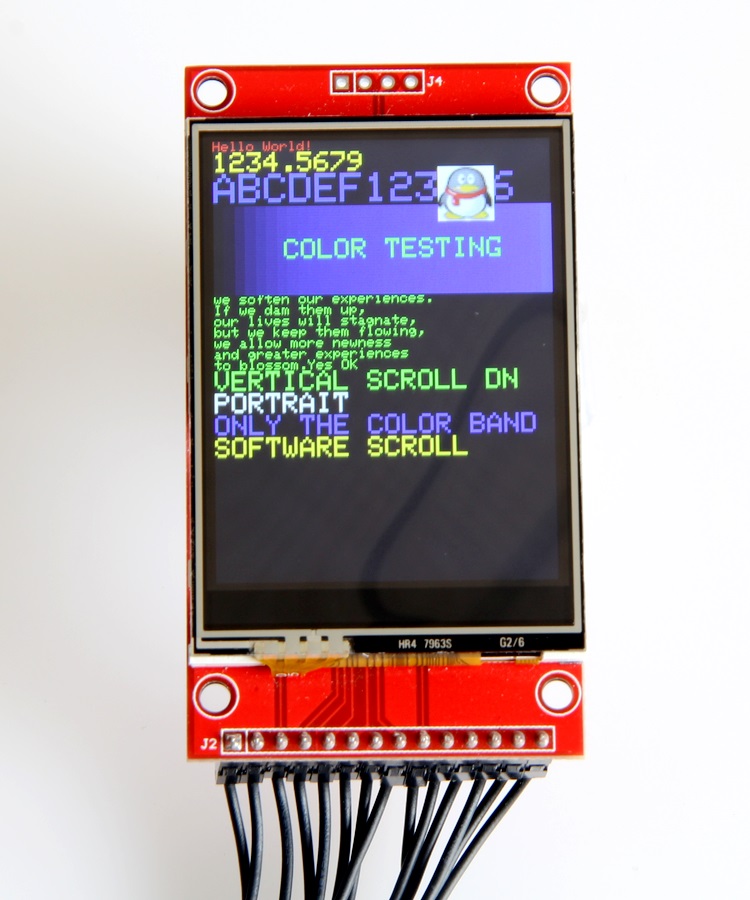 J4
Hello World!
1234.5679
ABCDEF123 6
COLOR TESTING
we soften our experiences.
If we dam them up,
our lives will stagnate,
but we keep them flowing,
we allow more newness
and greater experiences
to blossom.Yes OK
VERTICAL SCROLL DN
PORTRAIT
ONLY THE COLOR BAND
SOFTWARE SCROLL
HR4 7963S G2/6
J2